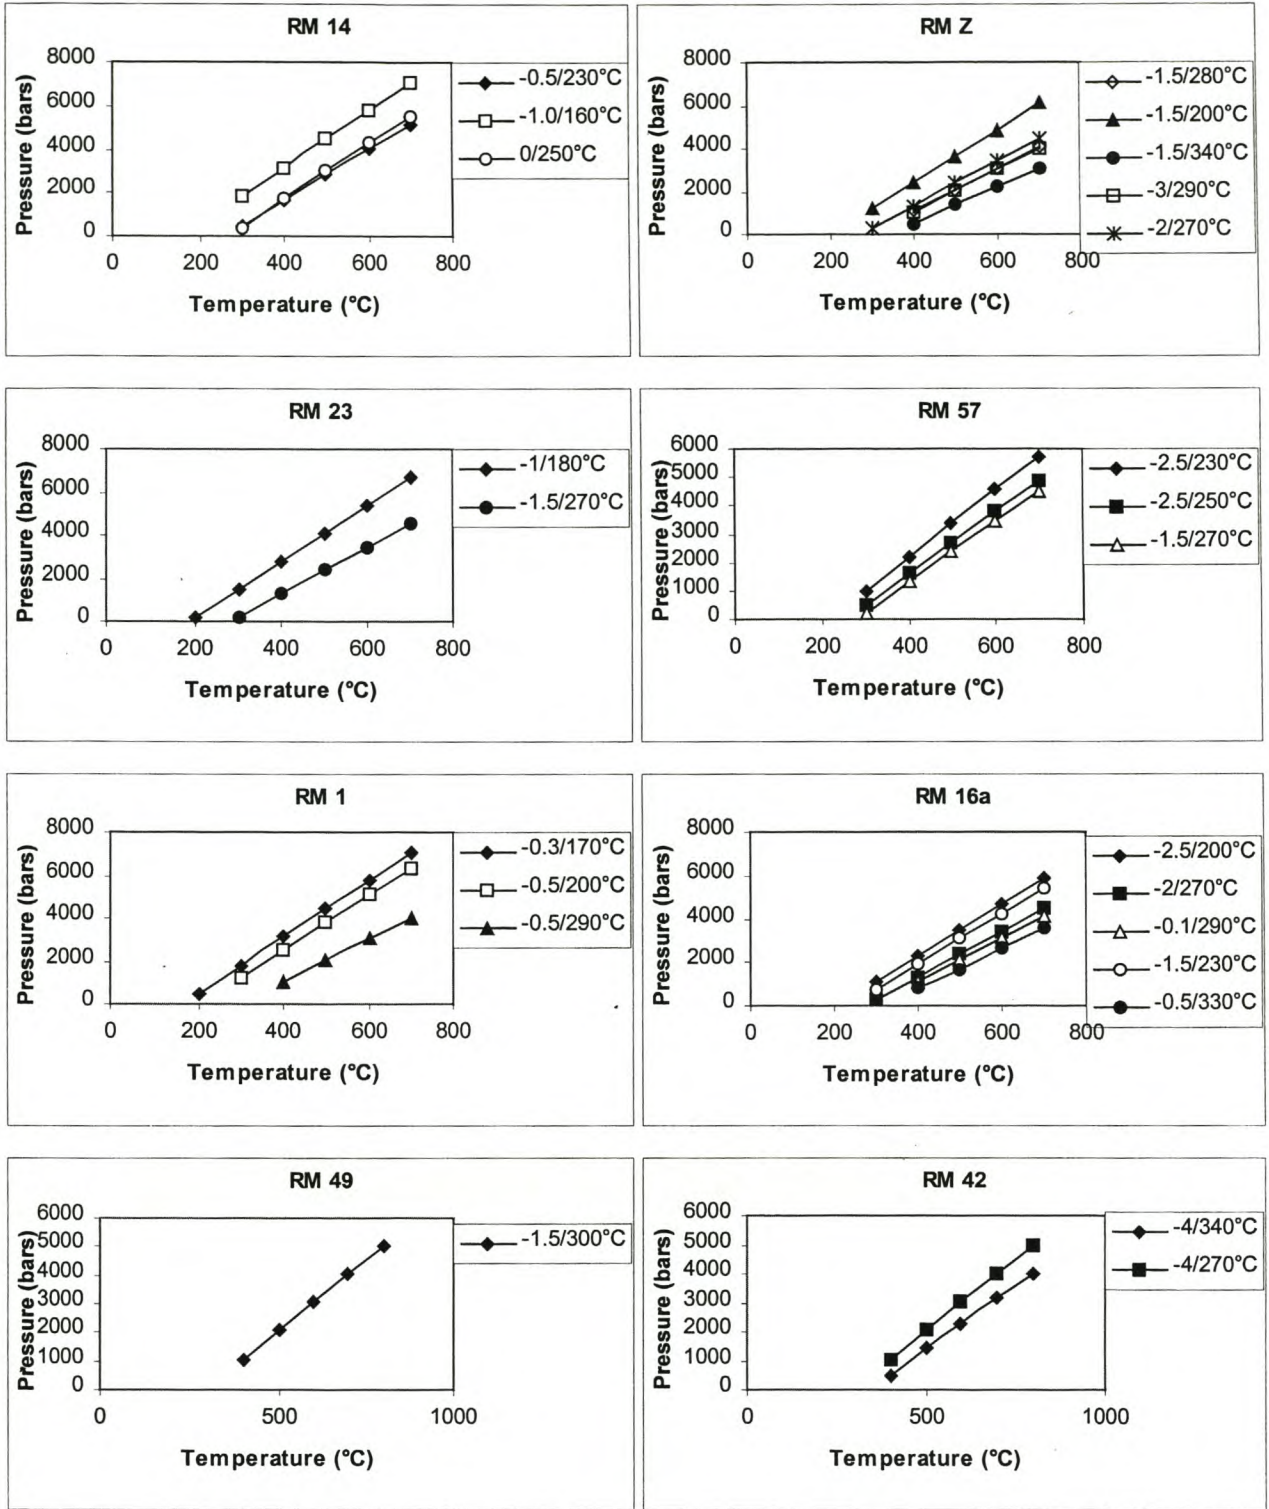 RM 14
Pressure (bars)
8000
6000
4000
2000
0
0 200 400 600 800
Temperature (°C)
-0.5/230°C
-1.0/160°C
0/250°C
RM Z
Pressure (bars)
8000
6000
4000
2000
0
0 200 400 600 800
Temperature (°C)
-1.5/280°C
-1.5/200°C
-1.5/340°C
-3/290°C
-2/270°C
RM 23
Pressure (bars)
8000
6000
4000
2000
0
0 200 400 600 800
Temperature (°C)
-1/180°C
-1.5/270°C
RM 57
Pressure (bars)
6000
5000
4000
3000
2000
1000
0
0 200 400 600 800
Temperature (°C)
-2.5/230°C
-2.5/250°C
-1.5/270°C
RM 1
Pressure (bars)
8000
6000
4000
2000
0
0 200 400 600 800
Temperature (°C)
-0.3/170°C
-0.5/200°C
-0.5/290°C
RM 16a
Pressure (bars)
8000
6000
4000
2000
0
0 200 400 600 800
Temperature (°C)
-2.5/200°C
-2/270°C
-0.1/290°C
-1.5/230°C
-0.5/330°C
RM 49
Pressure (bars)
6000
5000
4000
3000
2000
1000
0
0 500 1000
Temperature (°C)
-1.5/300°C
RM 42
Pressure (bars)
6000
5000
4000
3000
2000
1000
0
0 500 1000
Temperature (°C)
-4/340°C
-4/270°C